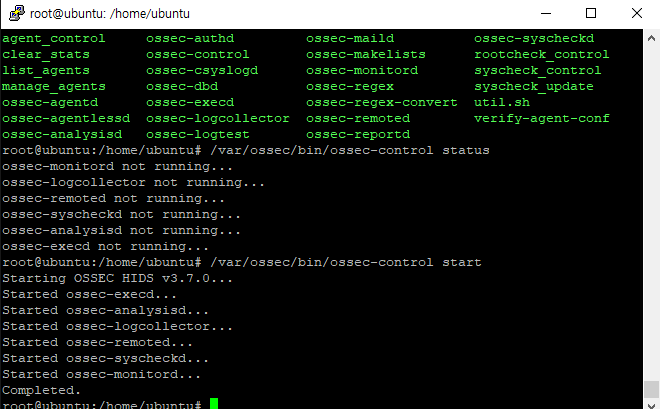 root@ubuntu: /home/ubuntu
agent_control ossec-authd ossec-maild ossec-syscheckd
clear_stats ossec-control ossec-makelists rootcheck_control
list_agents ossec-csyslogd ossec-monitord syscheck_control
manage_agents ossec-dbd ossec-regex syscheck_update
ossec-agentd ossec-execd ossec-regex-convert util.sh
ossec-agentlessd ossec-logcollector ossec-remoted verify-agent-conf
ossec-analysisd ossec-logtest ossec-reportd
root@ubuntu:/home/ubuntu# /var/ossec/bin/ossec-control status
ossec-monitord not running...
ossec-logcollector not running...
ossec-remoted not running...
ossec-syscheckd not running...
ossec-analysisd not running...
ossec-execd not running...
root@ubuntu:/home/ubuntu# /var/ossec/bin/ossec-control start
Starting OSSEC HIDS v3.7.0...
Started ossec-execd...
Started ossec-analysisd...
Started ossec-logcollector...
Started ossec-remoted...
Started ossec-syscheckd...
Started ossec-monitord...
Completed.
root@ubuntu:/home/ubuntu#